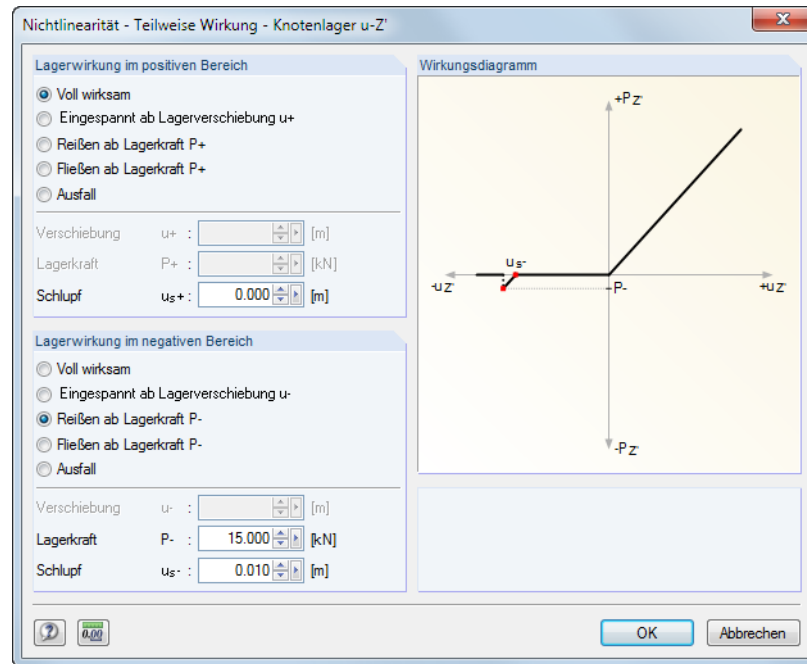 Nichtlinearität - Teilweise Wirkung - Knotenlager u-Z'
Lagerwirkung im positiven Bereich
Voll wirksam
Eingespannt ab Lagerverschiebung u+
Reißen ab Lagerkraft P+
Fließen ab Lagerkraft P+
Ausfall
Verschiebung u+ : [m]
Lagerkraft P+ : [kN]
Schlupf us+ : 0.000 [m]
Lagerwirkung im negativen Bereich
Voll wirksam
Eingespannt ab Lagerverschiebung u-
Reißen ab Lagerkraft P-
Fließen ab Lagerkraft P-
Ausfall
Verschiebung u- : [m]
Lagerkraft P- : 15.000 [kN]
Schlupf us- : 0.010 [m]
Wirkungsdiagramm
+PZ'
us-
-uZ'
P-
+uZ'
-PZ'
0.00
OK
Abbrechen